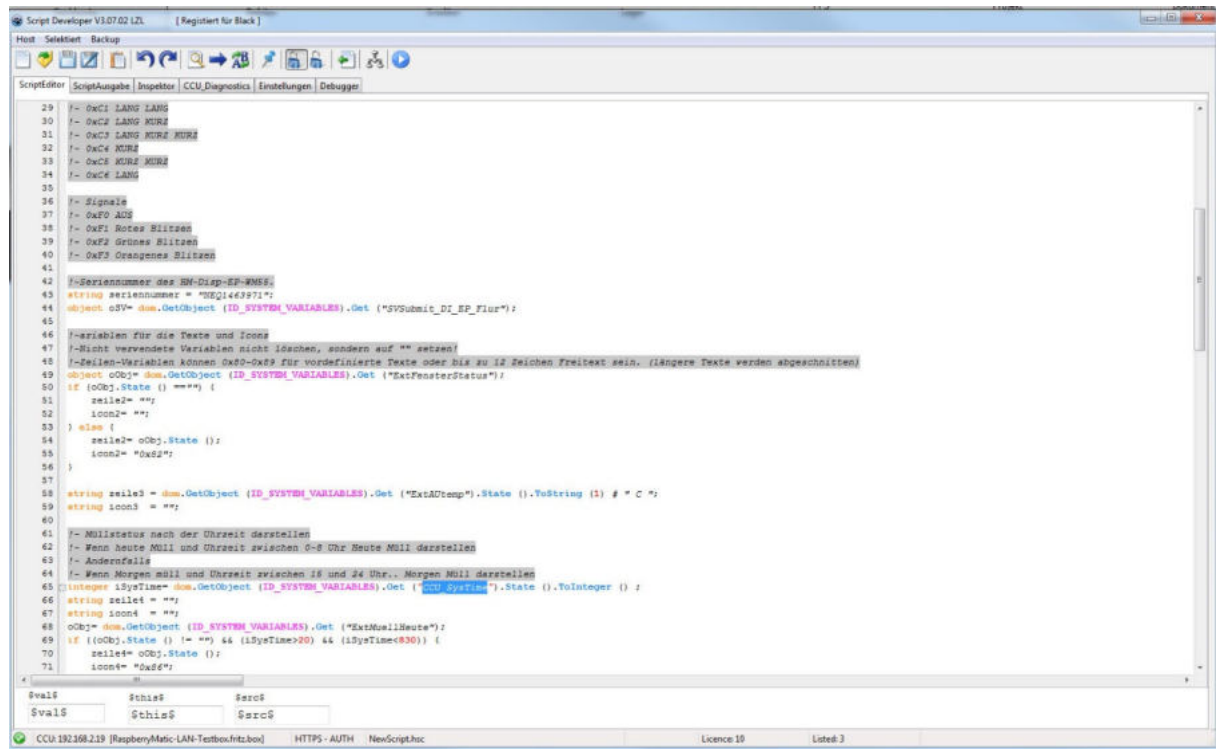 Script Developer V3.07.02 LZL [ Registiert für Black ]
Host Selektiert Backup
ScriptEditor ScriptAusgabe Inspektor CCU_Diagnostics Einstellungen Debugger
29 !- 0xC1 LANG LANG
30 !- 0xC2 LANG KURZ
31 !- 0xC3 LANG KURZ KURZ
32 !- 0xC4 KURZ
33 !- 0xC5 KURZ KURZ
34 !- 0xC6 LANG
35
36 !- Signale
37 !- 0xF0 AUS
38 !- 0xF1 Rotes Blitzen
39 !- 0xF2 Grünes Blitzen
40 !- 0xF3 Orangenes Blitzen
41
42 !-Seriennummer des HM-Disp-EP-WM55.
43 string seriennummer = "NEQ1463971";
44 object oSV= dom.GetObject (ID_SYSTEM_VARIABLES).Get ("SVSubmit_DI_EP_Flur");
45
46 !-ariablen für die Texte und Icons
47 !-Nicht verwendete Variablen nicht löschen, sondern auf "" setzen!
48 !-Zeilen-Variablen können 0x80-0x89 für vordefinierte Texte oder bis zu 12 Zeichen Freitext sein. (längere Texte werden abgeschnitten)
49 object oObj= dom.GetObject (ID_SYSTEM_VARIABLES).Get ("ExtFensterStatus");
50 if (oObj.State () =="") {
51 zeile2= "";
52 icon2= "";
53 } else {
54 zeile2= oObj.State ();
55 icon2= "0x82";
56 }
57
58 string zeile3 = dom.GetObject (ID_SYSTEM_VARIABLES).Get ("ExtAUtemp").State ().ToString (1) # " C ";
59 string icon3 = "";
60
61 !- Müllstatus nach der Uhrzeit darstellen
62 !- Wenn heute Müll und Uhrzeit zwischen 0-8 Uhr Heute Müll darstellen
63 !- Andernfalls
64 !- Wenn Morgen müll und Uhrzeit zwischen 18 und 24 Uhr.. Morgen Müll darstellen
65 integer iSysTime= dom.GetObject (ID_SYSTEM_VARIABLES).Get ("CCU_SysTime").State ().ToInteger () ;
66 string zeile4 = "";
67 string icon4 = "";
68 oObj= dom.GetObject (ID_SYSTEM_VARIABLES).Get ("ExtMuellHeute");
69 if ((oObj.State () != "") && (iSysTime>20) && (iSysTime<830)) {
70 zeile4= oObj.State ();
71 icon4= "0x86";
$val$ $this$ $src$
$val$ $this$ $src$
CCU: 192.168.2.19 [RaspberryMatic-LAN-Testbox.fritz.box] HTTPS - AUTH NewScript.hsc Licence: 10 Listed: 3